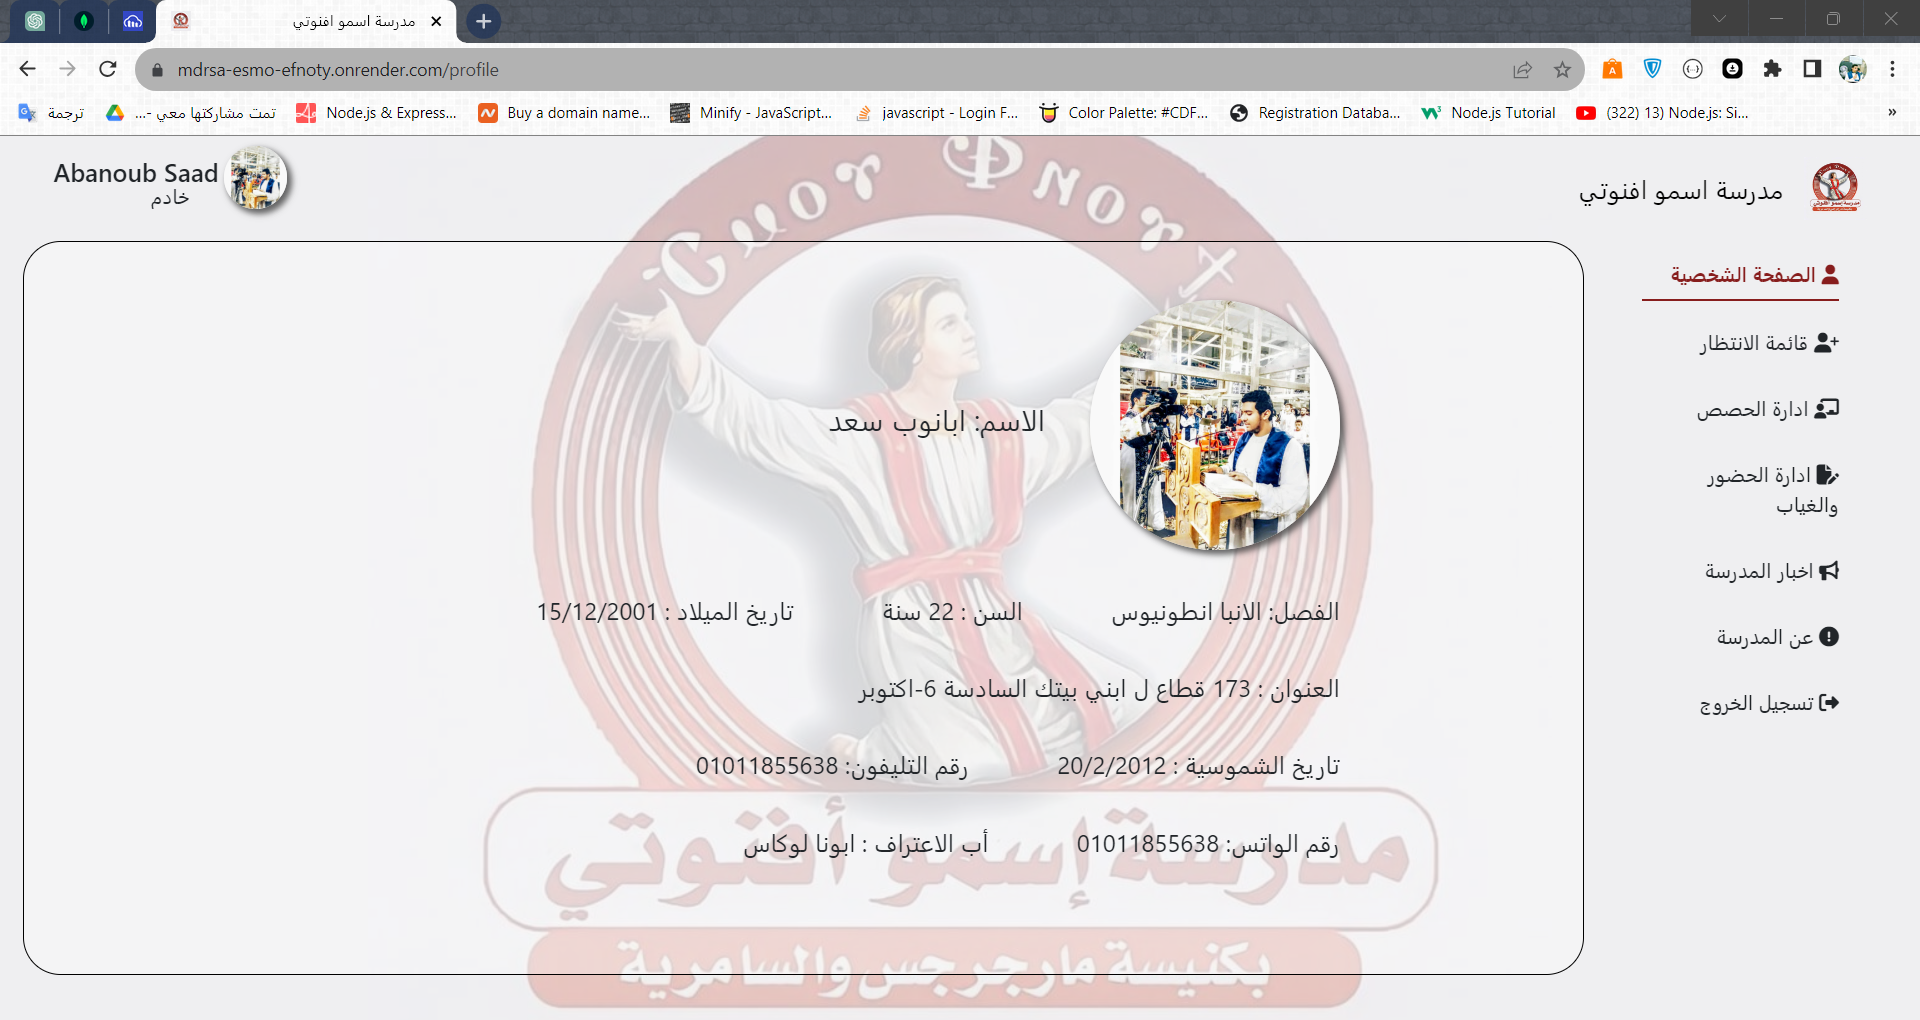 مدرسة اسمو افنوتي
mdrsa-esmo-efnoty.onrender.com/profile
ترجمة
تمت مشاركتها معي -...
Node.js & Express...
Buy a domain name...
Minify - JavaScript...
javascript - Login F...
Color Palette: #CDF...
Registration Databa...
Node.js Tutorial
(322) 13) Node.js: Si...
»
مدرسة اسمو افنوتي
Abanoub Saad
خادم
الصفحة الشخصية
قائمة الانتظار
ادارة الحصص
ادارة الحضور
والغياب
اخبار المدرسة
عن المدرسة
تسجيل الخروج
الاسم: ابانوب سعد
الفصل: الانبا انطونيوس
السن : 22 سنة
تاريخ الميلاد : 15/12/2001
العنوان : 173 قطاع ل ابني بيتك السادسة 6-اكتوبر
تاريخ الشموسية : 20/2/2012
رقم التليفون: 01011855638
رقم الواتس: 01011855638
أب الاعتراف : ابونا لوكاس
مدرسة إسمو أفنوتي
بكنيسة مارجرجس والسامرية